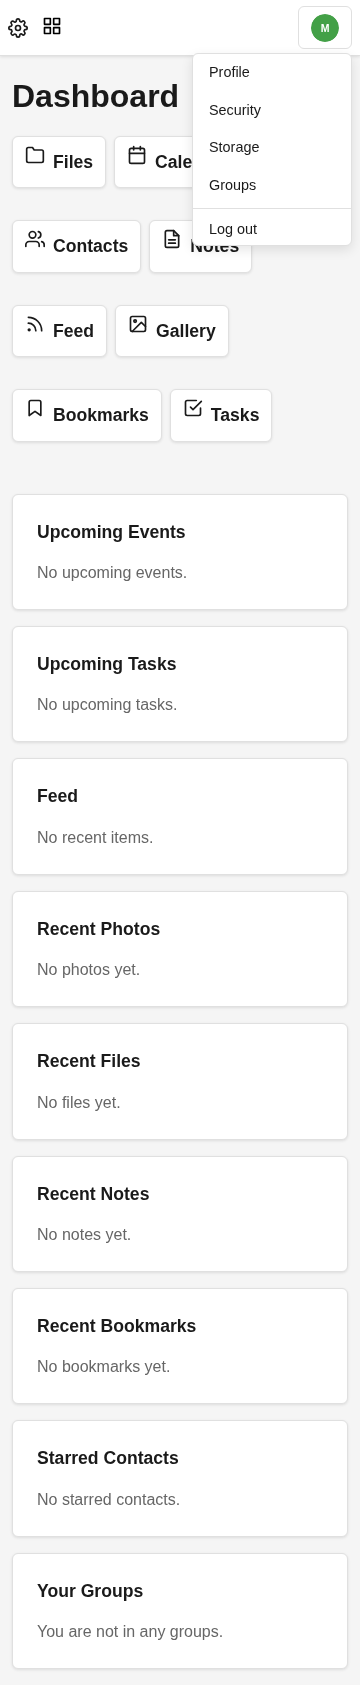 M
Profile
Security
Storage
Groups
Log out
Dashboard
Files
Contacts
Notes
Feed
Gallery
Bookmarks
Tasks
Upcoming Events
No upcoming events.
Upcoming Tasks
No upcoming tasks.
Feed
No recent items.
Recent Photos
No photos yet.
Recent Files
No files yet.
Recent Notes
No notes yet.
Recent Bookmarks
No bookmarks yet.
Starred Contacts
No starred contacts.
Your Groups
You are not in any groups.